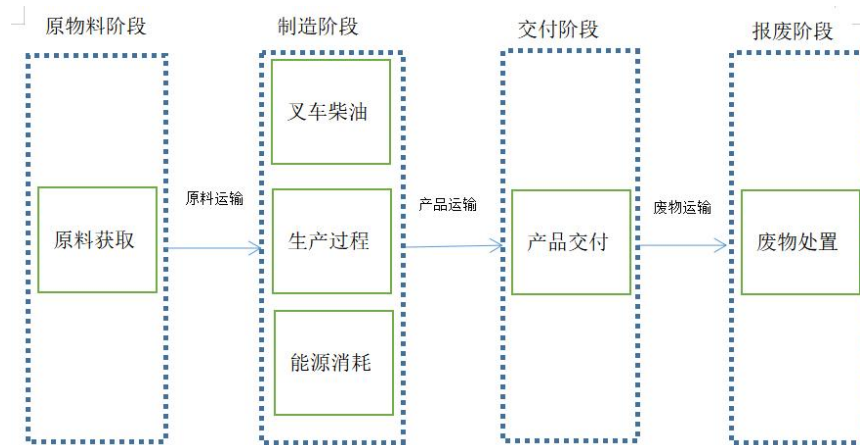 原物料阶段
制造阶段
交付阶段
报废阶段
叉车柴油
原料运输
产品运输
废物运输
原料获取
生产过程
产品交付
废物处置
能源消耗